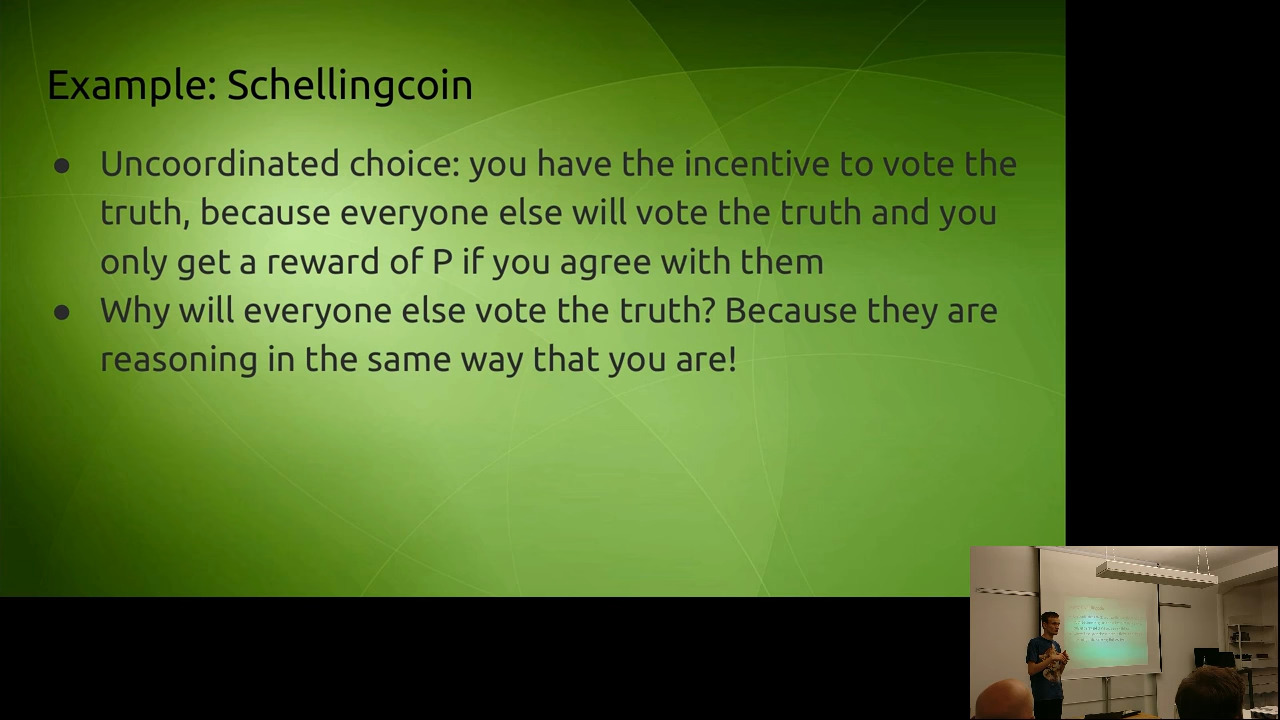 Example: Schellingcoin
● Uncoordinated choice: you have the incentive to vote the
truth, because everyone else will vote the truth and you
only get a reward of P if you agree with them
● Why will everyone else vote the truth? Because they are
reasoning in the same way that you are!